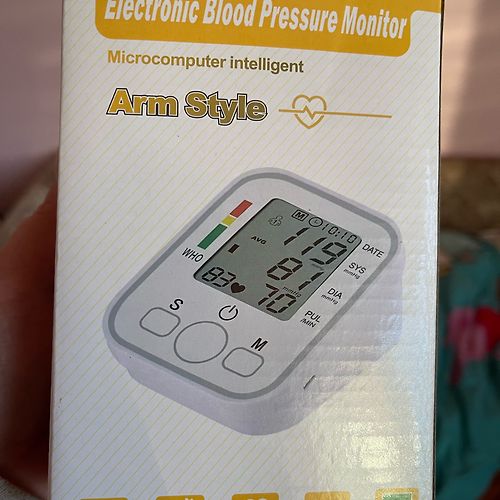 Electronic Blood Pressure Monitor
Microcomputer intelligent
Arm Style
M 10:10
DATE
AVG 119
SYS
mmHg
81
mmHg
DIA
mmHg
WHO
83 70
PUL
/MIN
S
M